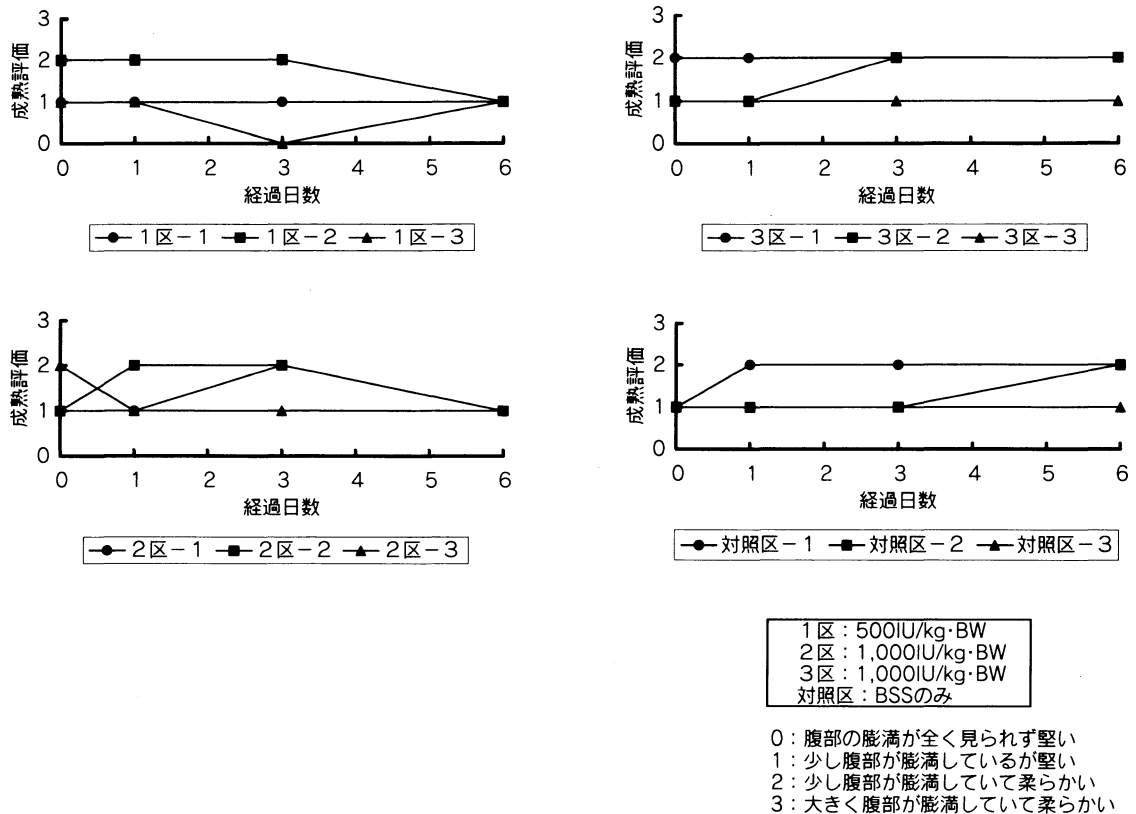 3
2
1
0
成熟評価
0 1 2 3 4 5 6
経過日数
1区-1 1区-2 1区-3
3
2
1
0
成熟評価
0 1 2 3 4 5 6
経過日数
3区-1 3区-2 3区-3
3
2
1
0
成熟評価
0 1 2 3 4 5 6
経過日数
2区-1 2区-2 2区-3
3
2
1
0
成熟評価
0 1 2 3 4 5 6
経過日数
対照区-1 対照区-2 対照区-3
1区:500IU/kg·BW
2区:1,000IU/kg·BW
3区:1,000IU/kg·BW
対照区:BSSのみ
0:腹部の膨満が全く見られず堅い
1:少し腹部が膨満しているが堅い
2:少し腹部が膨満していて柔らかい
3:大きく腹部が膨満していて柔らかい